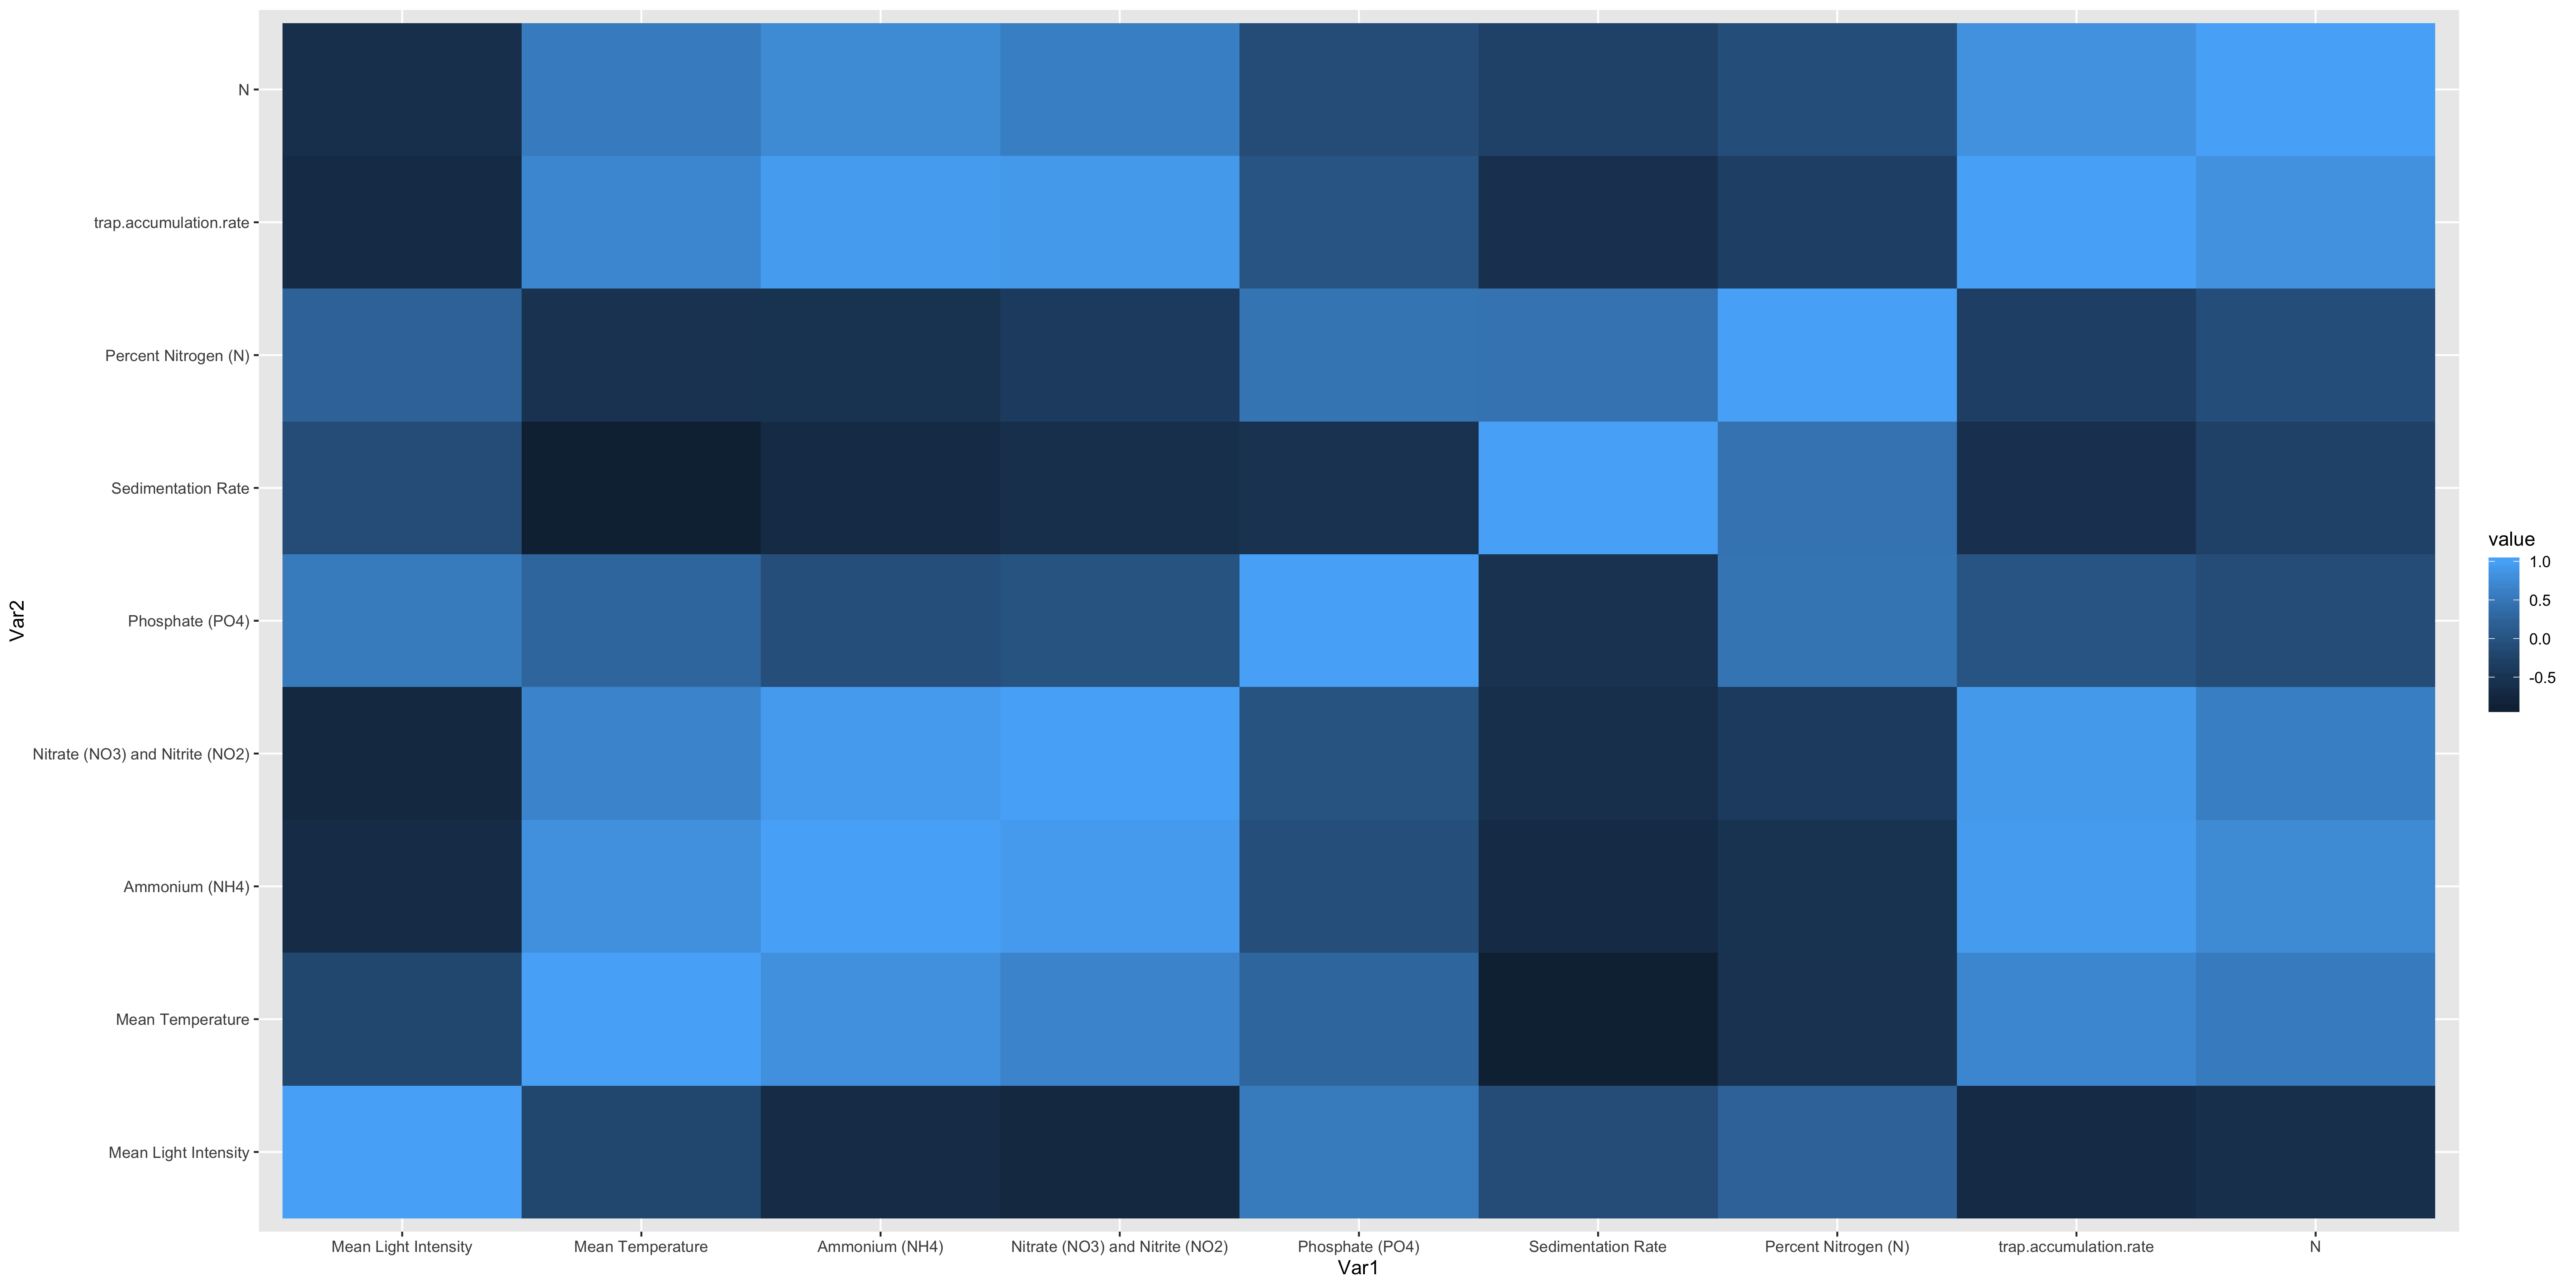 N
trap.accumulation.rate
Percent Nitrogen (N)
Sedimentation Rate
Phosphate (PO4)
Nitrate (NO3) and Nitrite (NO2)
Ammonium (NH4)
Mean Temperature
Mean Light Intensity
Var2
Mean Light Intensity
Mean Temperature
Ammonium (NH4)
Nitrate (NO3) and Nitrite (NO2)
Phosphate (PO4)
Sedimentation Rate
Percent Nitrogen (N)
trap.accumulation.rate
N
Var1
value
1.0
0.5
0.0
-0.5